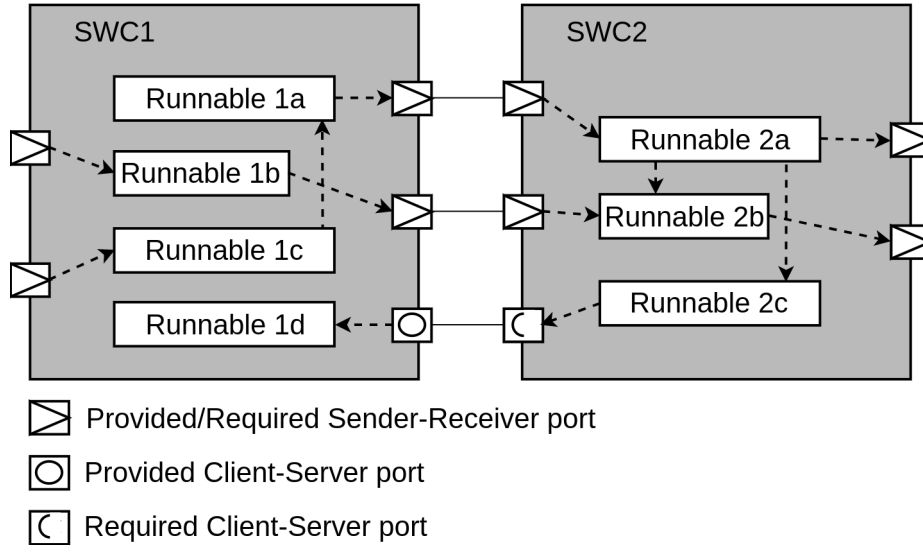 SWC1
SWC2
Runnable 1a
Runnable 1b
Runnable 1c
Runnable 1d
Runnable 2a
Runnable 2b
Runnable 2c
Provided/Required Sender-Receiver port
Provided Client-Server port
Required Client-Server port